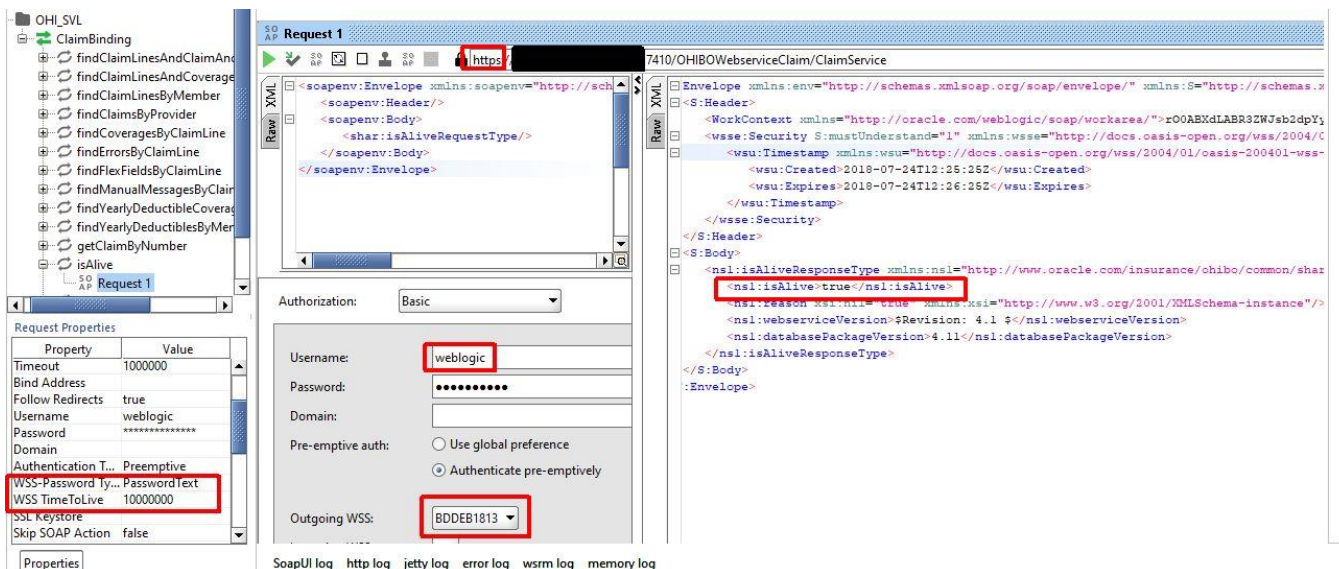 OHI_SVL
ClaimBinding
findClaimLinesAndClaimAnd
findClaimLinesAndCoverage
findClaimLinesByMember
findClaimsByProvider
findCoveragesByClaimLine
findErrorsByClaimLine
findFlexFieldsByClaimLine
findManualMessagesByClair
findYearlyDeductibleCoverag
findYearlyDeductiblesByMer
getClaimByNumber
isAlive
SOAP Request 1
Request Properties
Property Value
Timeout 1000000
Bind Address
Follow Redirects true
Username weblogic
Password **************
Domain
Authentication T... Preemptive
WSS-Password Ty... PasswordText
WSS TimeToLive 10000000
SSL Keystore
Skip SOAP Action false
Properties
SOAP Request 1
https:/ 7410/OHIBOWebserviceClaim/ClaimService
XML
Raw
<soapenv:Envelope xmlns:soapenv="http://sch
<soapenv:Header/>
<soapenv:Body>
<shar:isAliveRequestType/>
</soapenv:Body>
</soapenv:Envelope>
Authorization: Basic
Username: weblogic
Password: ••••••••••
Domain:
Pre-emptive auth: Use global preference
Authenticate pre-emptively
Outgoing WSS: BDDEB1813
XML
Raw
Envelope xmlns:env="http://schemas.xmlsoap.org/soap/envelope/" xmlns:S="http://schemas.x
<S:Header>
<WorkContext xmlns="http://oracle.com/weblogic/soap/workarea/">rO0ABXdLABR3ZWJsb2dpYy
<wsse:Security S:mustUnderstand="1" xmlns:wsse="http://docs.oasis-open.org/wss/2004/0
<wsu:Timestamp xmlns:wsu="http://docs.oasis-open.org/wss/2004/01/oasis-200401-wss-
<wsu:Created>2018-07-24T12:25:25Z</wsu:Created>
<wsu:Expires>2018-07-24T12:26:25Z</wsu:Expires>
</wsu:Timestamp>
</wsse:Security>
</S:Header>
<S:Body>
<ns1:isAliveResponseType xmlns:ns1="http://www.oracle.com/insurance/ohibo/common/shar
<ns1:isAlive>true</ns1:isAlive>
<ns1:reason xsi:nil="true" xmlns:xsi="http://www.w3.org/2001/XMLSchema-instance"/>
<ns1:webserviceVersion>$Revision: 4.1 $</ns1:webserviceVersion>
<ns1:databasePackageVersion>4.11</ns1:databasePackageVersion>
</ns1:isAliveResponseType>
</S:Body>
:Envelope>
SoapUI log http log jetty log error log wsrm log memory log